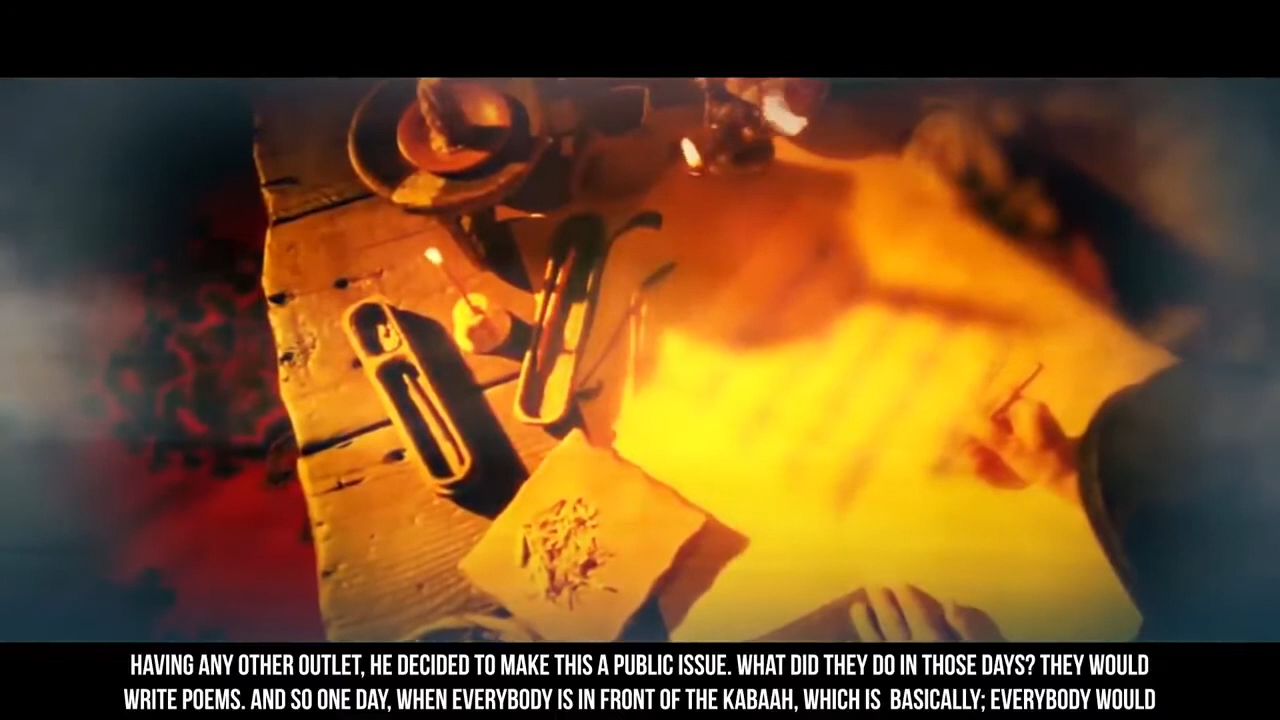 HAVING ANY OTHER OUTLET, HE DECIDED TO MAKE THIS A PUBLIC ISSUE. WHAT DID THEY DO IN THOSE DAYS? THEY WOULD
WRITE POEMS. AND SO ONE DAY, WHEN EVERYBODY IS IN FRONT OF THE KABAAH, WHICH IS  BASICALLY; EVERYBODY WOULD